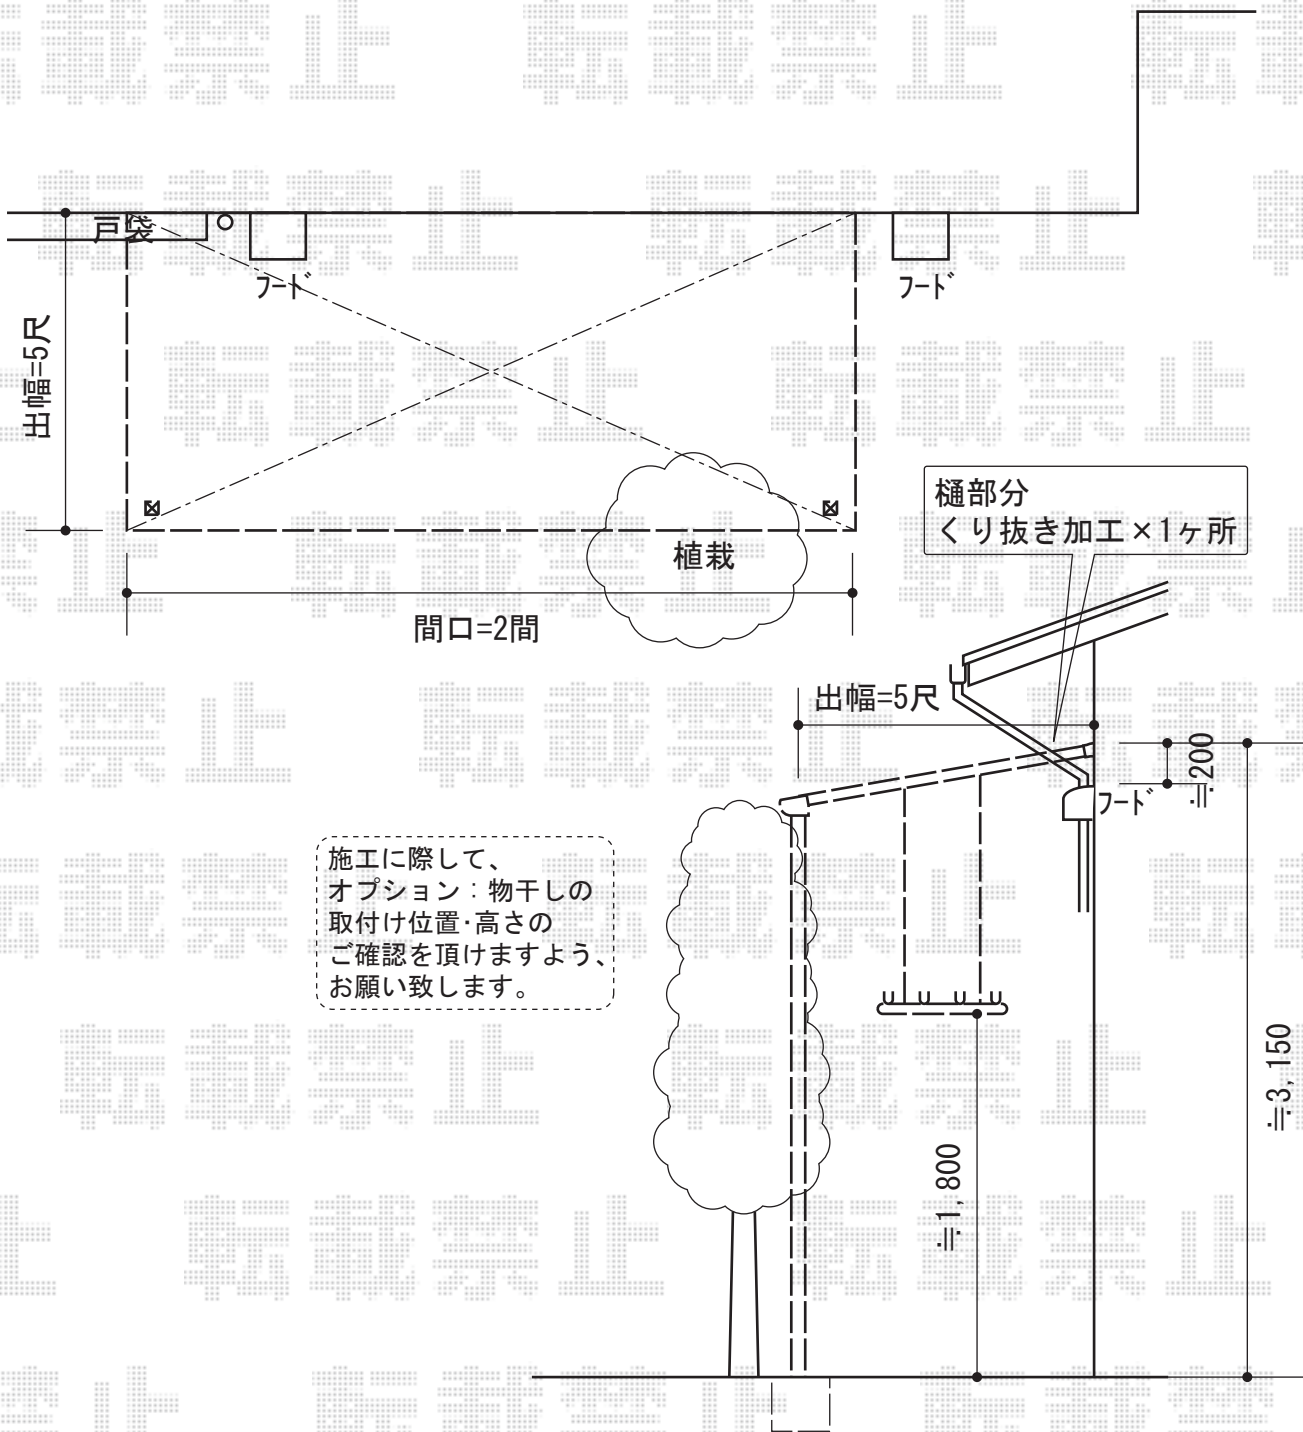 転載禁止
戸袋
フード
フード
出幅=5尺
植栽
間口=2間
樋部分
くり抜き加工×1ヶ所
出幅=5尺
≒200
フード
施工に際して、
オプション：物干しの
取付け位置・高さの
ご確認を頂けますよう、
お願い致します。
≒1,800
≒3,150